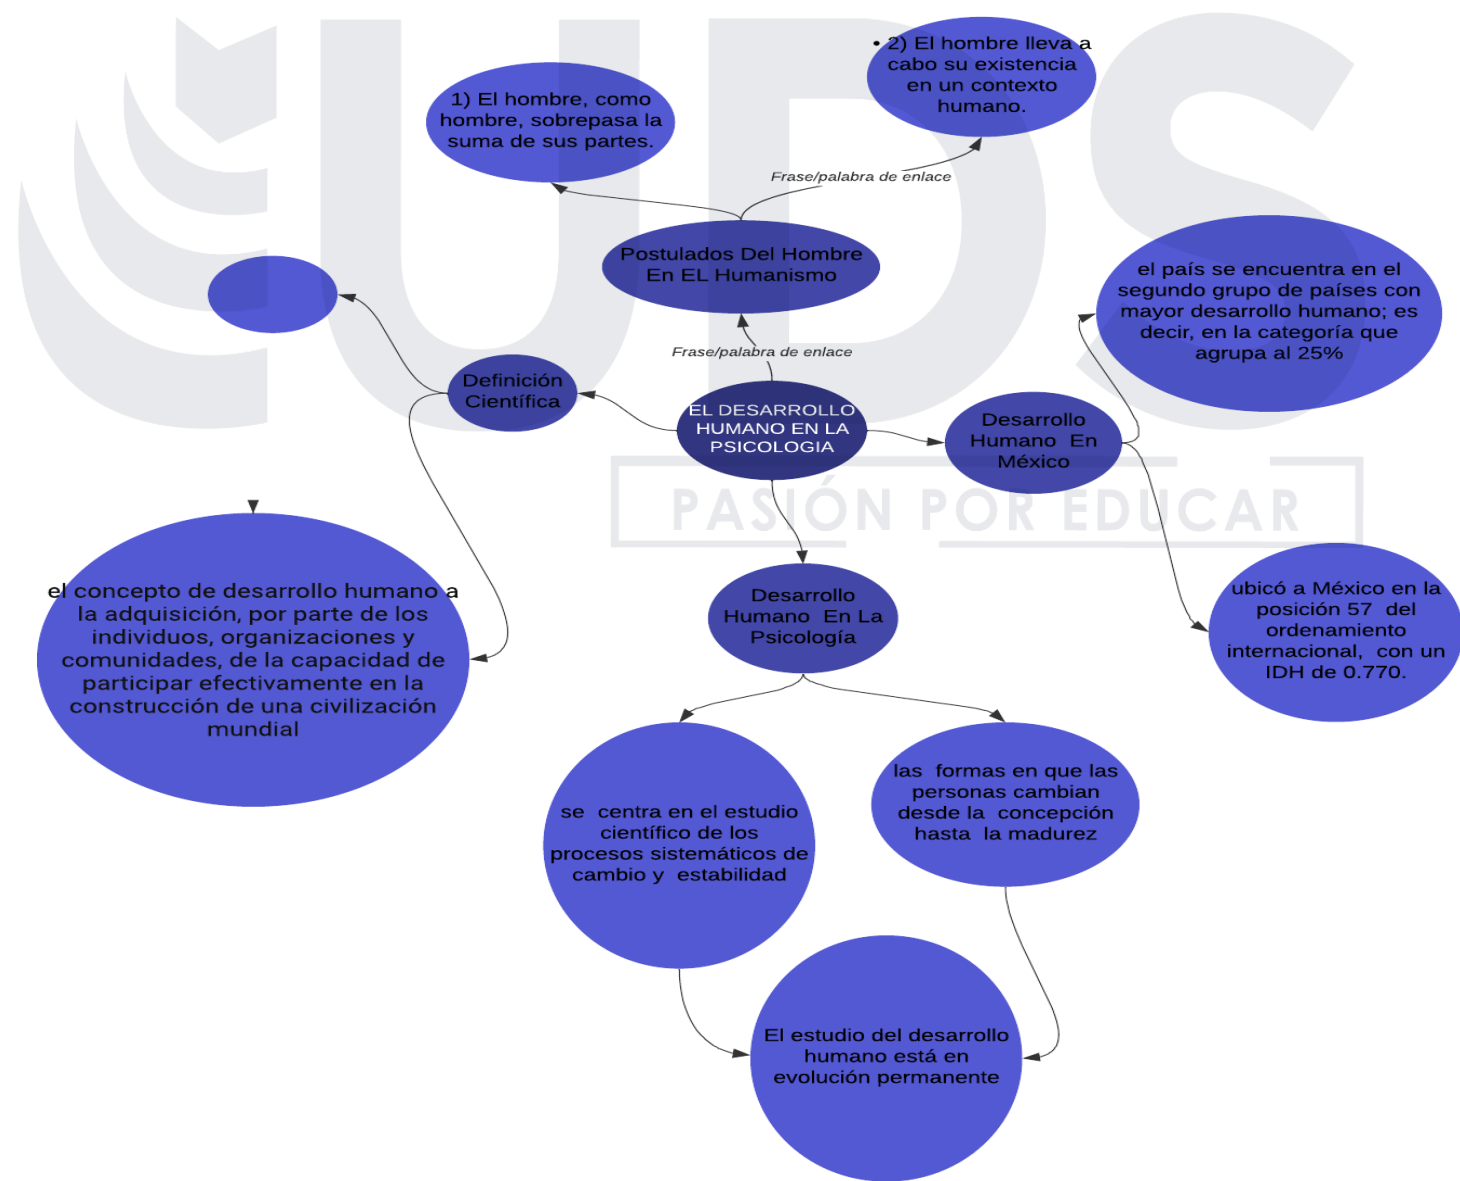 UDS
PASIÓN POR EDUCAR
• 2) El hombre lleva a
cabo su existencia
en un contexto
humano.
1) El hombre, como
hombre, sobrepasa la
suma de sus partes.
Frase/palabra de enlace
Postulados Del Hombre
En EL Humanismo
Frase/palabra de enlace
el país se encuentra en el
segundo grupo de países con
mayor desarrollo humano; es
decir, en la categoría que
agrupa al 25%
Definición
Científica
EL DESARROLLO
HUMANO EN LA
PSICOLOGIA
Desarrollo
Humano En
México
ubicó a México en la
posición 57 del
ordenamiento
internacional, con un
IDH de 0.770.
el concepto de desarrollo humano a
la adquisición, por parte de los
individuos, organizaciones y
comunidades, de la capacidad de
participar efectivamente en la
construcción de una civilización
mundial
Desarrollo
Humano En La
Psicología
se centra en el estudio
científico de los
procesos sistemáticos de
cambio y estabilidad
las formas en que las
personas cambian
desde la concepción
hasta la madurez
El estudio del desarrollo
humano está en
evolución permanente